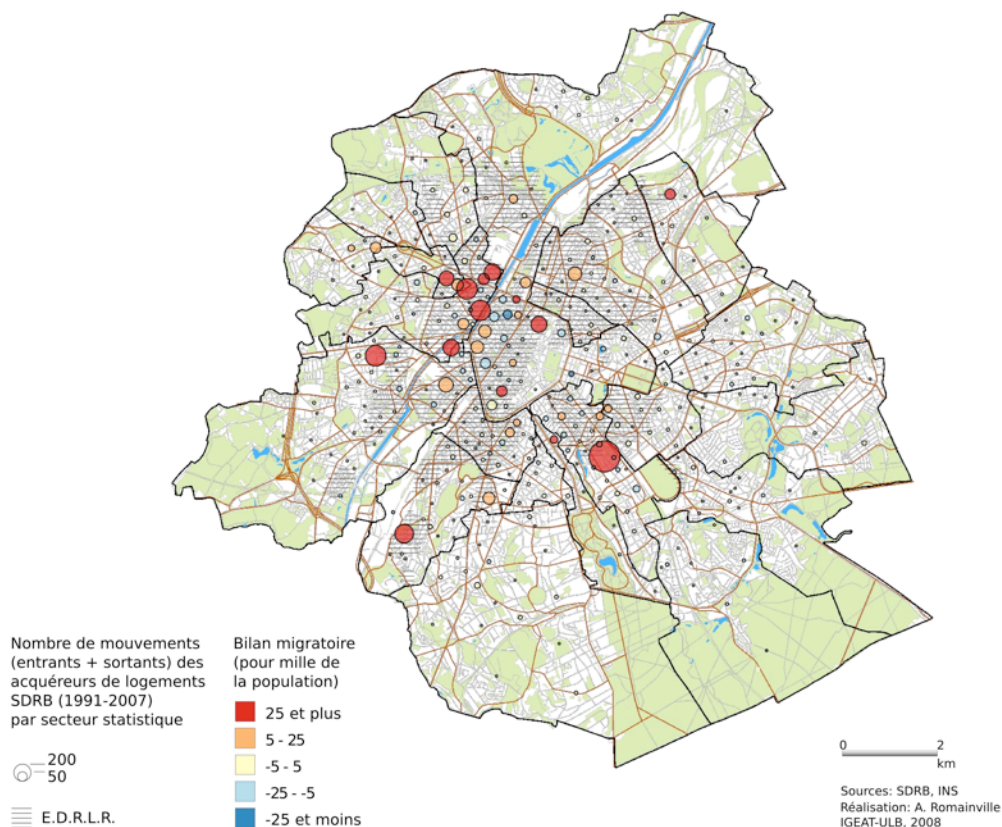 Nombre de mouvements
(entrants + sortants) des
acquéreurs de logements
SDRB (1991-2007)
par secteur statistique
200
50
E.D.R.L.R.
Bilan migratoire
(pour mille de
la population)
25 et plus
5 - 25
-5 - 5
-25 - -5
-25 et moins
0 2
km
Sources: SDRB, INS
Réalisation: A. Romainville
IGEAT-ULB, 2008